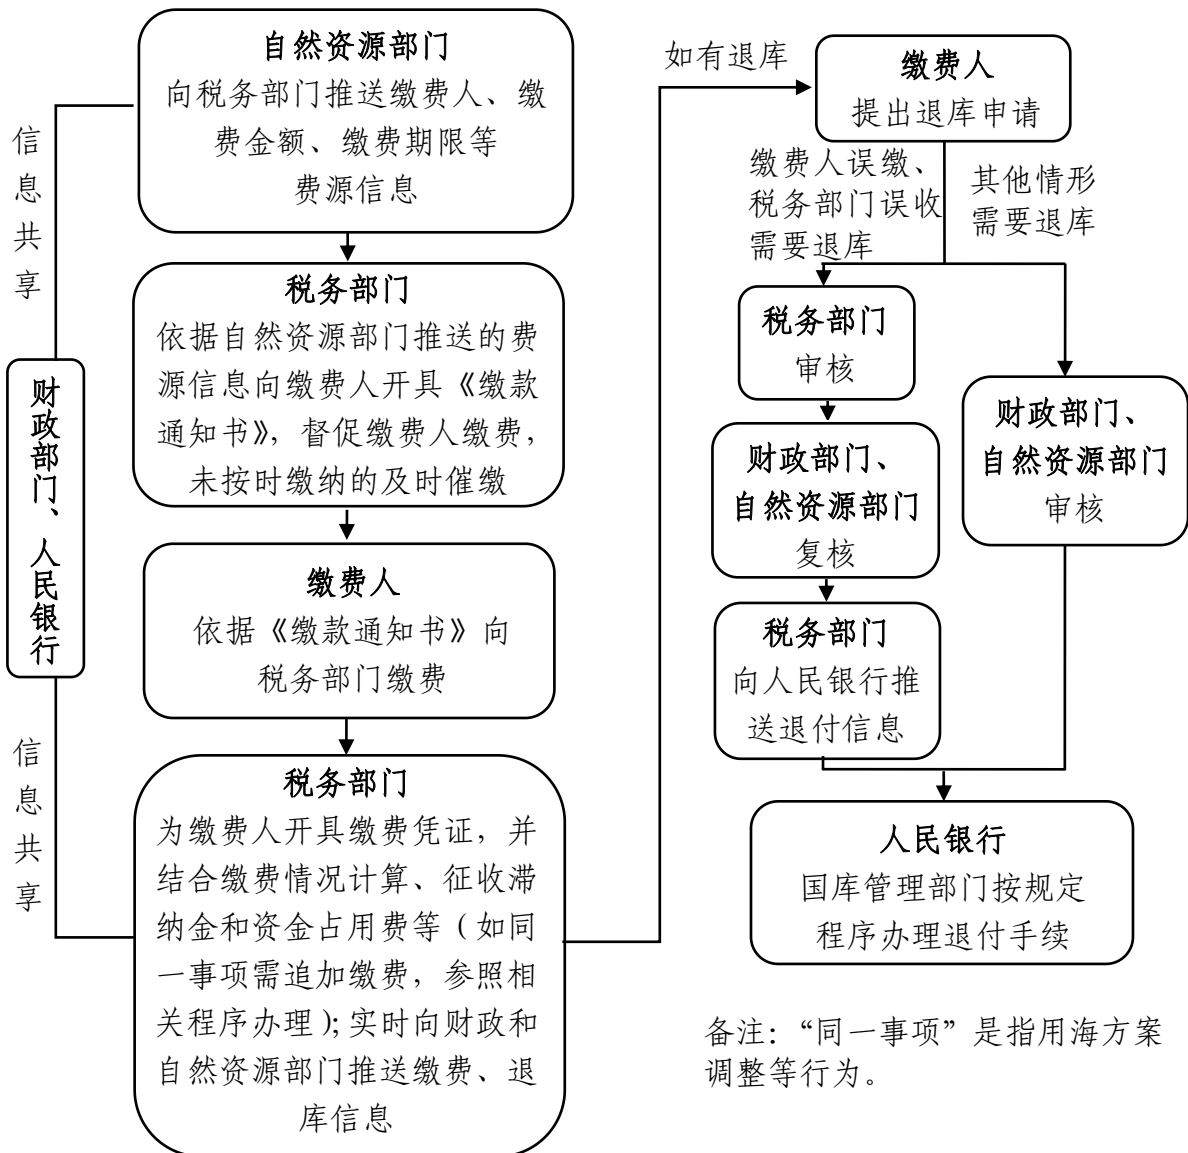 自然资源部门
向税务部门推送缴费人、缴
费金额、缴费期限等
费源信息
信息共享
税务部门
依据自然资源部门推送的费
源信息向缴费人开具《缴款
通知书》，督促缴费人缴费，
未按时缴纳的及时催缴
财政部门、人民银行
缴费人
依据《缴款通知书》向
税务部门缴费
信息共享
税务部门
为缴费人开具缴费凭证，并
结合缴费情况计算、征收滞
纳金和资金占用费等（如同
一事项需追加缴费，参照相
关程序办理）；实时向财政和
自然资源部门推送缴费、退
库信息
如有退库
缴费人
提出退库申请
缴费人误缴、
税务部门误收
需要退库
其他情形
需要退库
税务部门
审核
财政部门、
自然资源部门
复核
税务部门
向人民银行推
送退付信息
财政部门、
自然资源部门
审核
人民银行
国库管理部门按规定
程序办理退付手续
备注：“同一事项”是指用海方案
调整等行为。